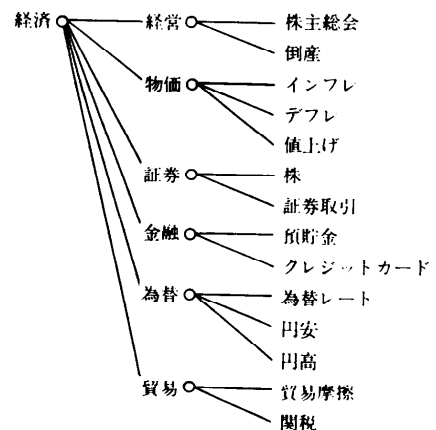 経済 経営 株主総会
倒産
物価 インフレ
デフレ
値上げ
証券 株
証券取引
金融 預貯金
クレジットカード
為替 為替レート
円安
円高
貿易 貿易摩擦
関税